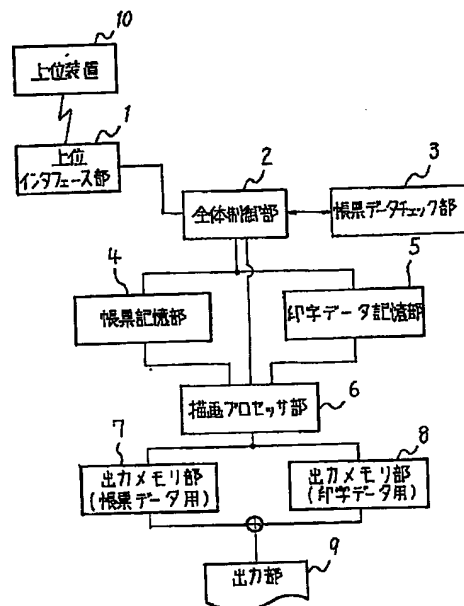 10
上位装置
1
上位
インタフェース部
2
全体制御部
3
帳票データチェック部
4
帳票記憶部
5
印字データ記憶部
描画プロセッサ部
6
7
出力メモリ部
(帳票データ用)
8
出力メモリ部
(印字データ用)
9
出力部